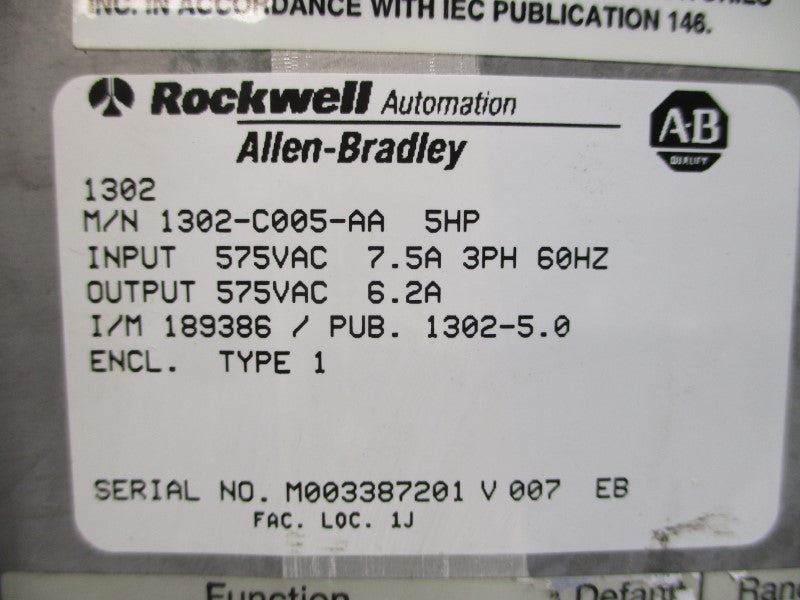 INC. IN ACCORDANCE WITH IEC PUBLICATION 146.
Rockwell Automation
Allen-Bradley
A-B
QUALITY
1302
M/N 1302-C005-AA 5HP
INPUT 575VAC 7.5A 3PH 60HZ
OUTPUT 575VAC 6.2A
I/M 189386 / PUB. 1302-5.0
ENCL. TYPE 1
SERIAL NO. M003387201 V 007 EB
FAC. LOC. 1J
Function